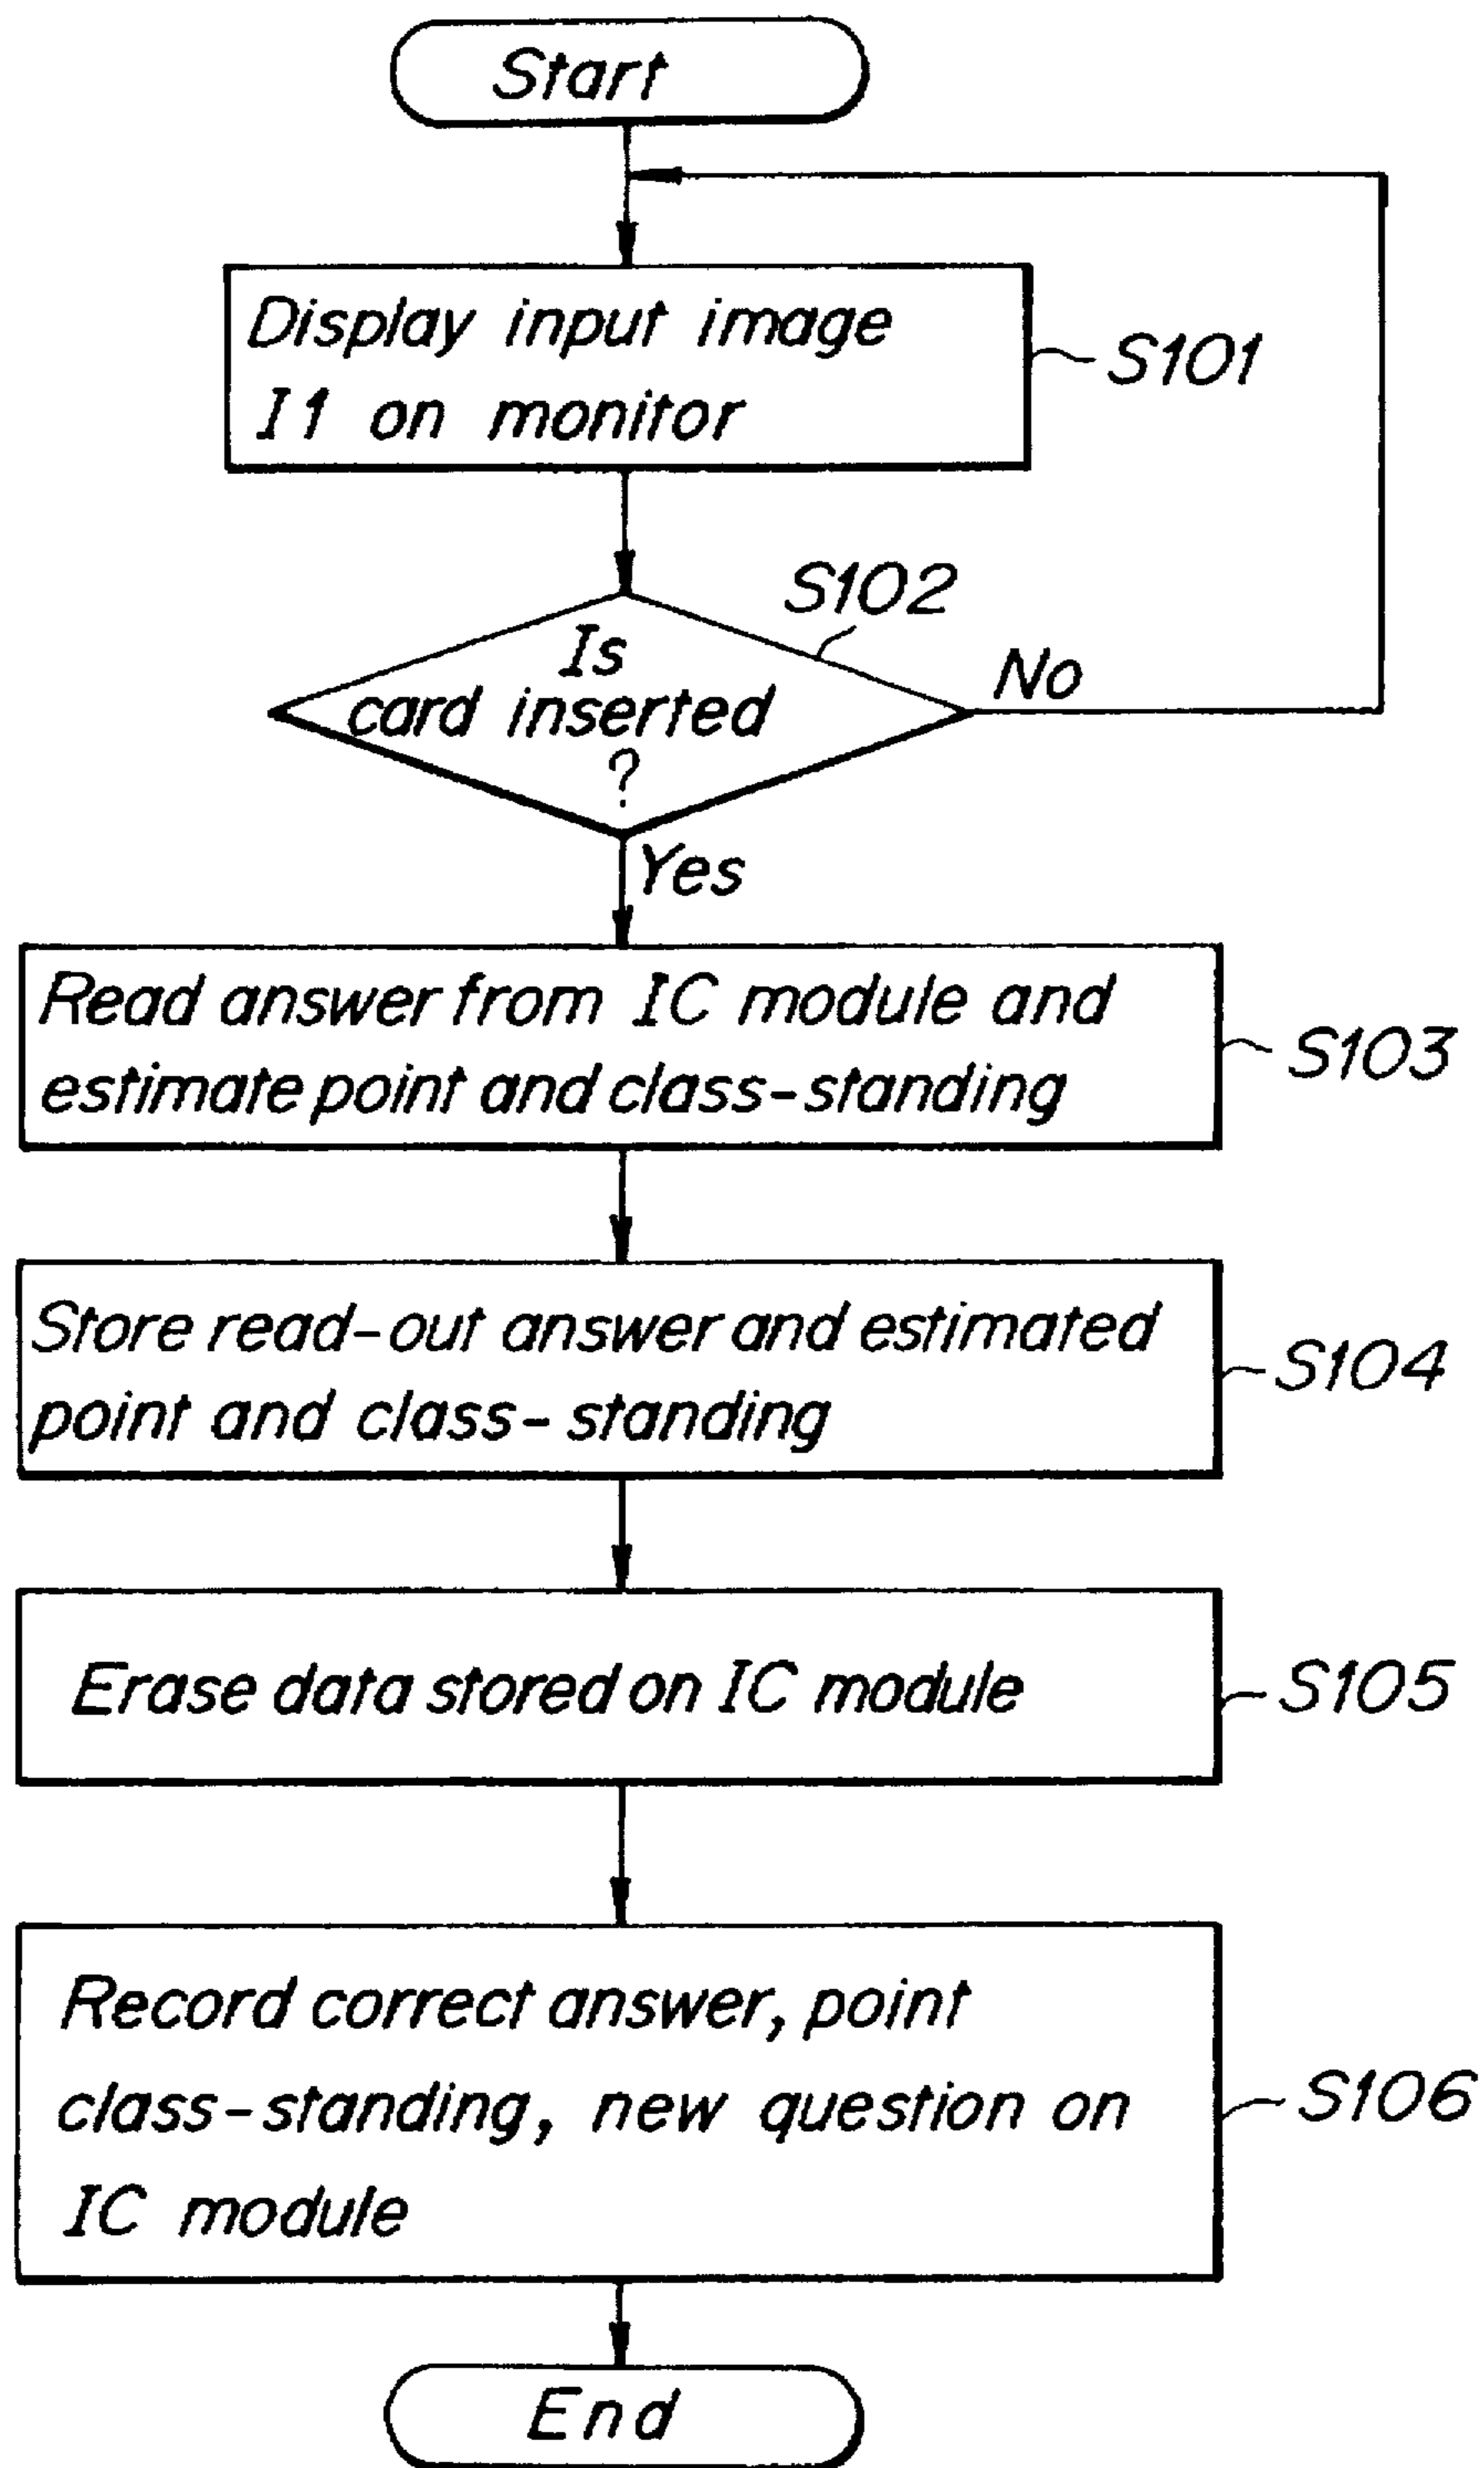 Start
Display input image
I1 on monitor
S101
S102
Is
card inserted
?
No
Yes
Read answer from IC module and
estimate point and class-standing
S103
Store read-out answer and estimated
point and class-standing
S104
Erase data stored on IC module
S105
Record correct answer, point
class-standing, new question on
IC module
S106
End